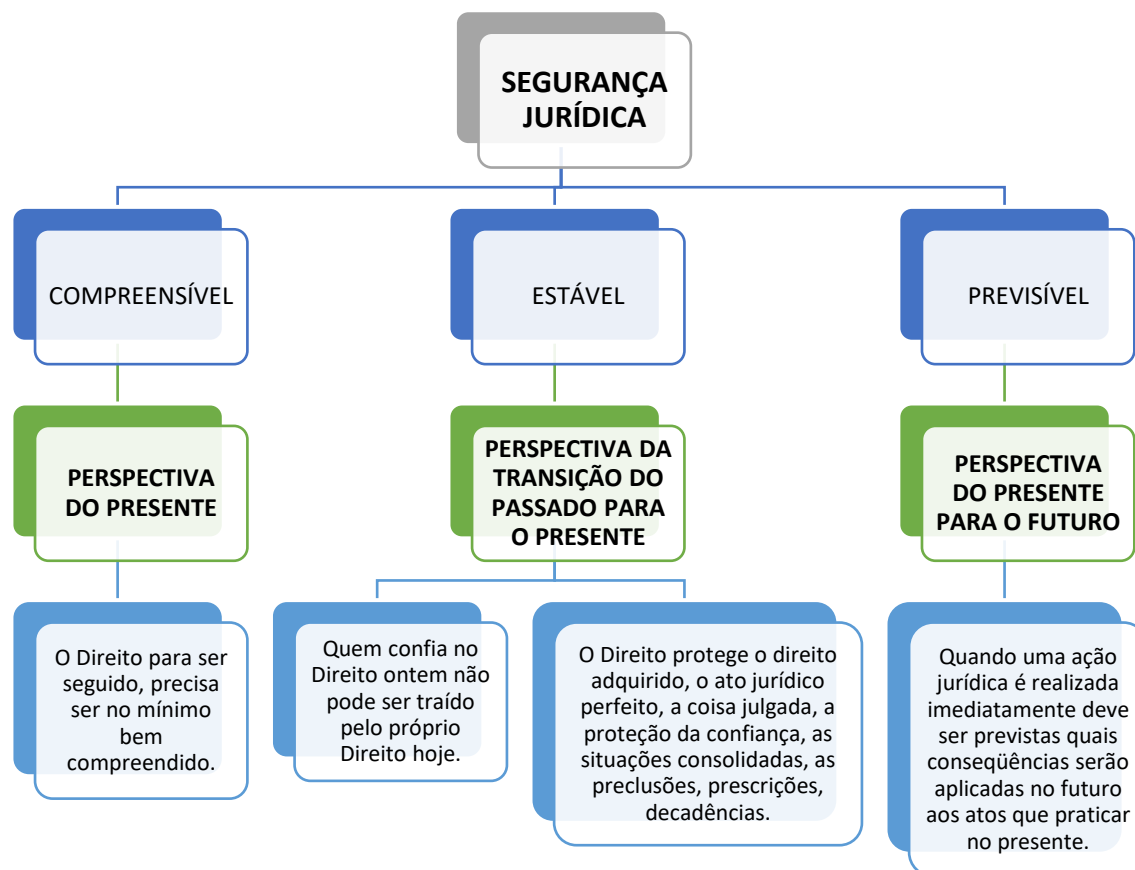 SEGURANÇA
JURÍDICA
COMPREENSÍVEL
ESTÁVEL
PREVISÍVEL
PERSPECTIVA
DO PRESENTE
PERSPECTIVA DA
TRANSIÇÃO DO
PASSADO PARA
O PRESENTE
PERSPECTIVA
DO PRESENTE
PARA O FUTURO
O Direito para ser
seguido, precisa
ser no mínimo
bem
compreendido.
Quem confia no
Direito ontem não
pode ser traído
pelo próprio
Direito hoje.
O Direito protege o direito
adquirido, o ato jurídico
perfeito, a coisa julgada, a
proteção da confiança, as
situações consolidadas, as
preclusões, prescrições,
decadências.
Quando uma ação
jurídica é realizada
imediatamente deve
ser previstas quais
conseqüências serão
aplicadas no futuro
aos atos que praticar
no presente.